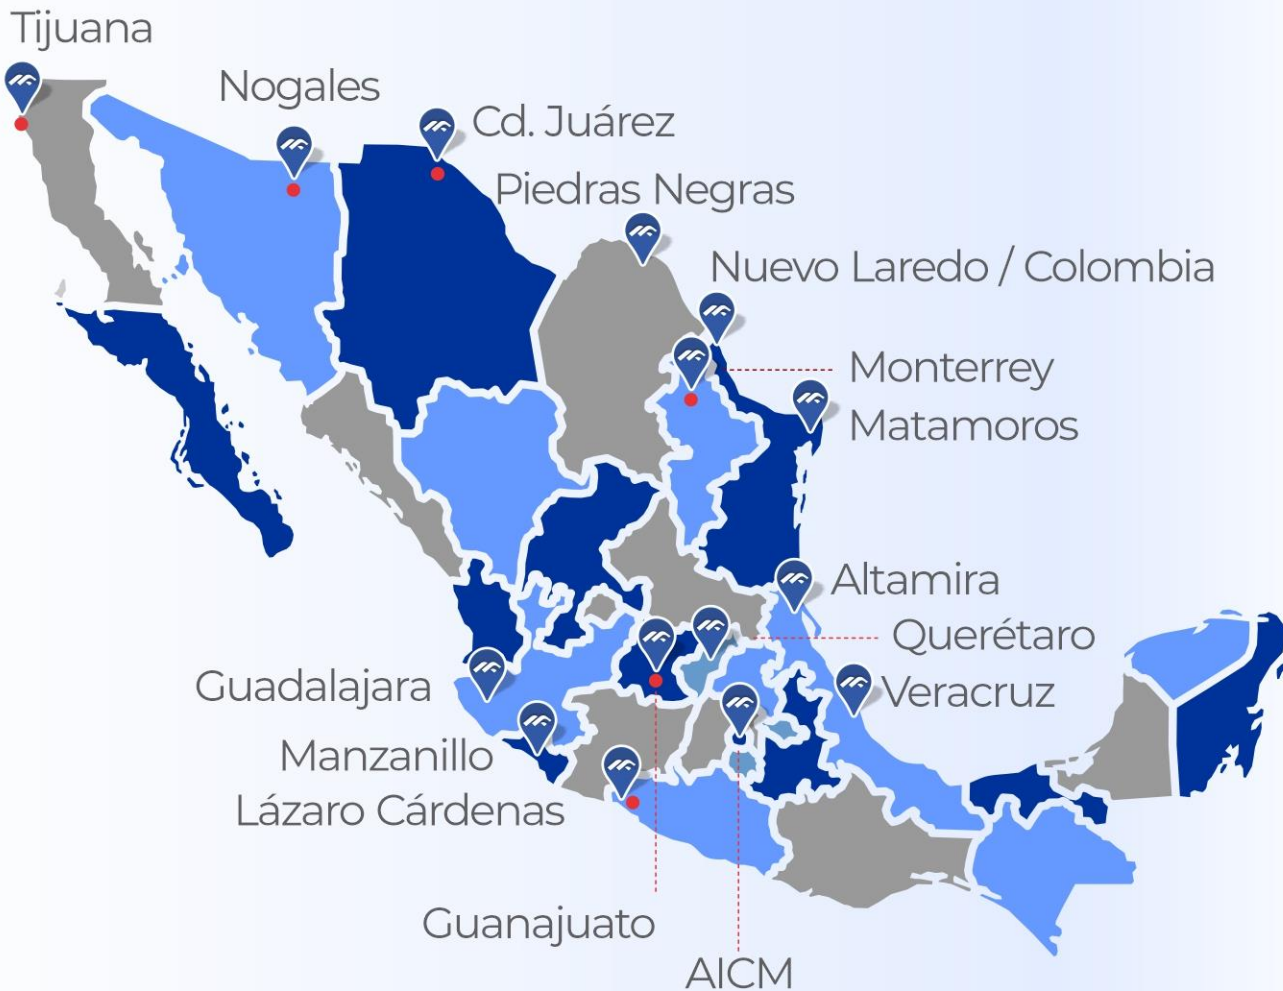 Tijuana
Nogales
Cd. Juárez
Piedras Negras
Nuevo Laredo / Colombia
Monterrey
Matamoros
Altamira
Querétaro
Guadalajara
Veracruz
Manzanillo
Lázaro Cárdenas
Guanajuato
AICM